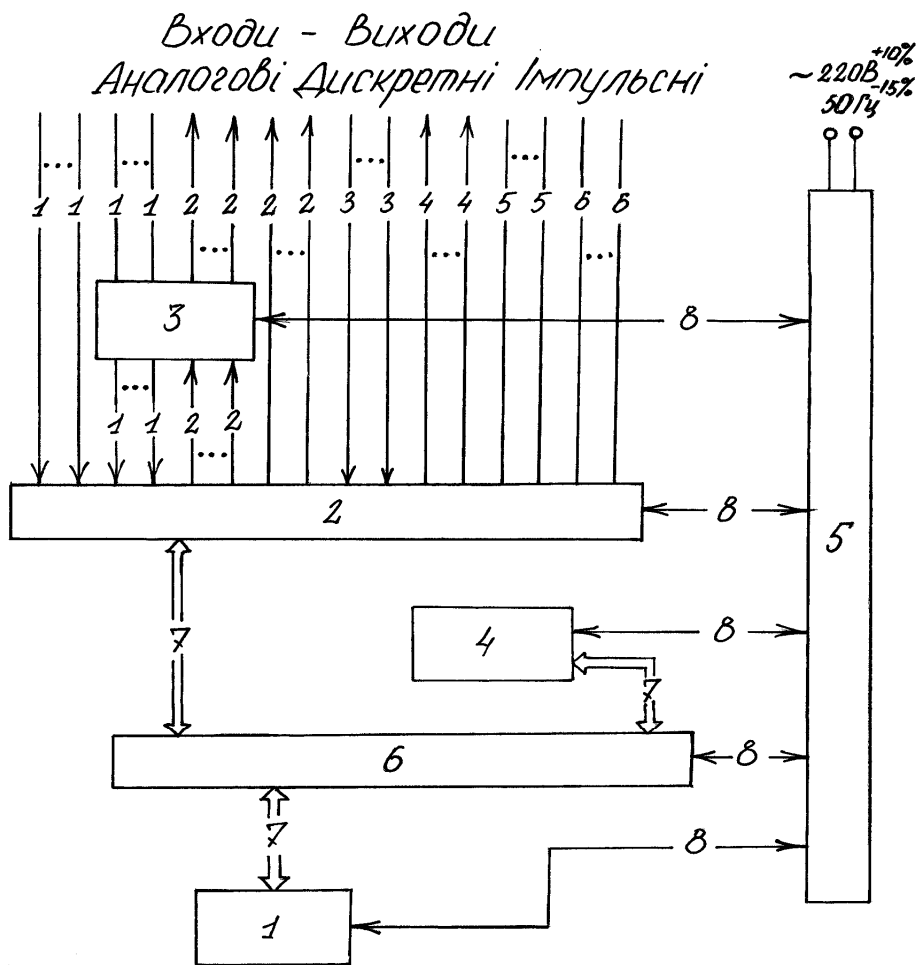 Входи - Виходи
Аналогові Дискретні Імпульсні
~220В +10% -15%
50Гц
1 1 1 1 2 2 2 2 3 3 4 4 5 5 6 6
3
8
1 1 2 2
2
8
5
7
4
8
7
6
8
7
8
1